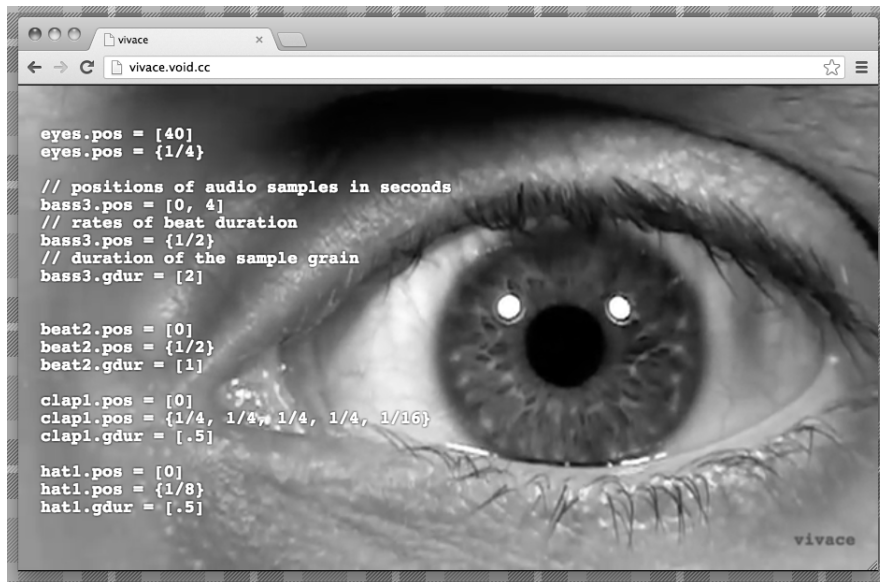 vivace
vivace.void.cc
eyes.pos = [40]
eyes.pos = {1/4}
// positions of audio samples in seconds
bass3.pos = [0, 4]
// rates of beat duration
bass3.pos = {1/2}
// duration of the sample grain
bass3.gdur = [2]
beat2.pos = [0]
beat2.pos = {1/2}
beat2.gdur = [1]
clap1.pos = [0]
clap1.pos = {1/4, 1/4, 1/4, 1/4, 1/16}
clap1.gdur = [.5]
hat1.pos = [0]
hat1.pos = {1/8}
hat1.gdur = [.5]
vivace